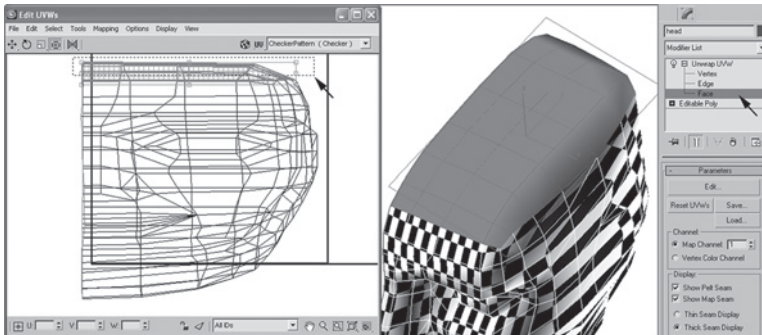 Edit UVWs
File Edit Select Tools Mapping Options Display View
UV CheckerPattern ( Checker )
U: V: W: All IDs
head
Modifier List
Unwrap UVW
Vertex
Edge
Face
Editable Poly
Parameters
Edit...
Reset UVWs Save...
Load...
Channel:
Map Channel: 1
Vertex Color Channel
Display:
Show Pelt Seam
Show Map Seam
Thin Seam Display
Thick Seam Display